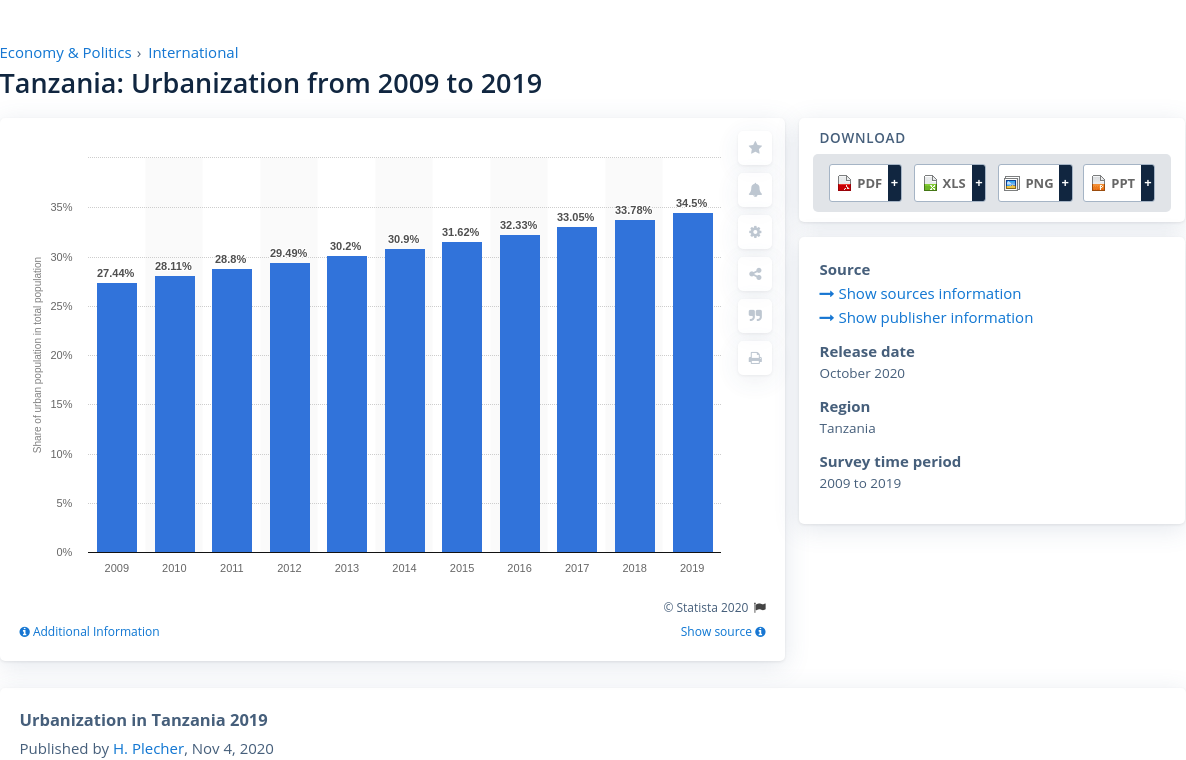 Economy & Politics › International
Tanzania: Urbanization from 2009 to 2019
Share of urban population in total population
35%
30%
25%
20%
15%
10%
5%
0%
27.44%
28.11%
28.8%
29.49%
30.2%
30.9%
31.62%
32.33%
33.05%
33.78%
34.5%
2009 2010 2011 2012 2013 2014 2015 2016 2017 2018 2019
© Statista 2020
Additional Information
Show source
DOWNLOAD
PDF + XLS + PNG + PPT +
Source
Show sources information
Show publisher information
Release date
October 2020
Region
Tanzania
Survey time period
2009 to 2019
Urbanization in Tanzania 2019
Published by H. Plecher, Nov 4, 2020